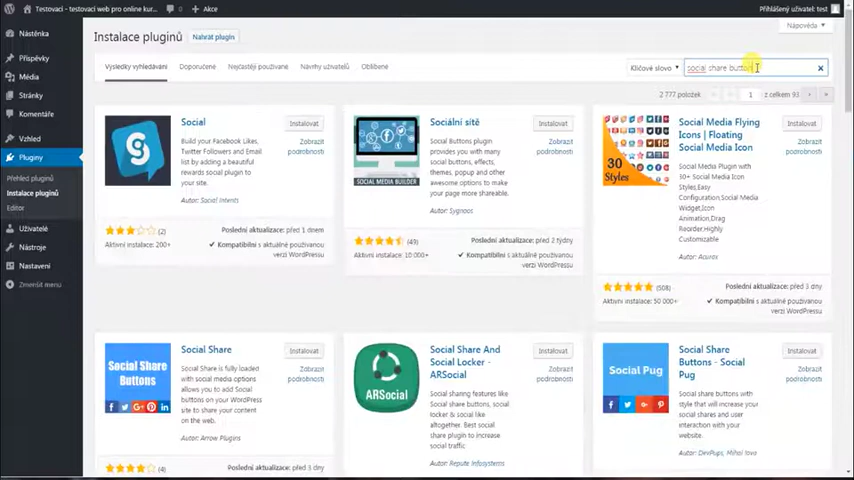 Testovací - testovací web pro online kur...
0
+ Akce
Přihlášený uživatel: test
Nápověda
Nástěnka
Příspěvky
Média
Stránky
Komentáře
Vzhled
Pluginy
Přehled pluginů
Instalace pluginů
Editor
Uživatelé
Nástroje
Nastavení
Zmenšit menu
Instalace pluginů
Nahrát plugin
Výsledky vyhledávání
Doporučené
Nejčastěji používané
Návrhy uživatelů
Oblíbené
Klíčové slovo
social share button
2 777 položek
1
z celkem 93
Social
Instalovat
Zobrazit
podrobnosti
Build your Facebook Likes,
Twitter Followers and Email
list by adding a beautiful
rewards social plugin to
your site.
Autor: Social Intents
(2)
Aktivní instalace: 200+
Poslední aktualizace: před 1 dnem
Kompatibilní s aktuálně používanou
verzí WordPressu
SOCIAL MEDIA BUILDER
Sociální sítě
Instalovat
Zobrazit
podrobnosti
Social Buttons plugin
provides you with many
social buttons, effects,
themes, popup and other
awesome options to make
your page more shareable.
Autor: Sygnoos
(49)
Aktivní instalace: 10 000+
Poslední aktualizace: před 2 týdny
Kompatibilní s aktuálně používanou
verzí WordPressu
30
Styles
Social Media Flying
Icons | Floating
Social Media Icon
Instalovat
Zobrazit
podrobnosti
Social Media Plugin with
30+ Social Media Icon
Styles,Easy
Configuration,Social Media
Widget,Icon
Animation,Drag
Reorder,Highly
Customizable
Autor: Acurax
(508)
Aktivní instalace: 50 000+
Poslední aktualizace: před 3 dny
Kompatibilní s aktuálně používanou
verzí WordPressu
Social Share
Buttons
Social Share
Instalovat
Zobrazit
podrobnosti
Social Share is fully loaded
with social media options
allows you to add Social
buttons on your WordPress
site to share your content
on the web.
Autor: Arrow Plugins
(4)
Poslední aktualizace: před 3 dny
ARSocial
Social Share And
Social Locker -
ARSocial
Instalovat
Zobrazit
podrobnosti
Social sharing features like
Social share buttons, social
locker & social like
altogether. Best social
share plugin to increase
social traffic
Autor: Repute Infosystems
Social Pug
Social Share
Buttons - Social
Pug
Instalovat
Zobrazit
podrobnosti
Social share buttons with
style that will increase your
social shares and user
interaction with your
website.
Autor: DevPups, Mihai Iova